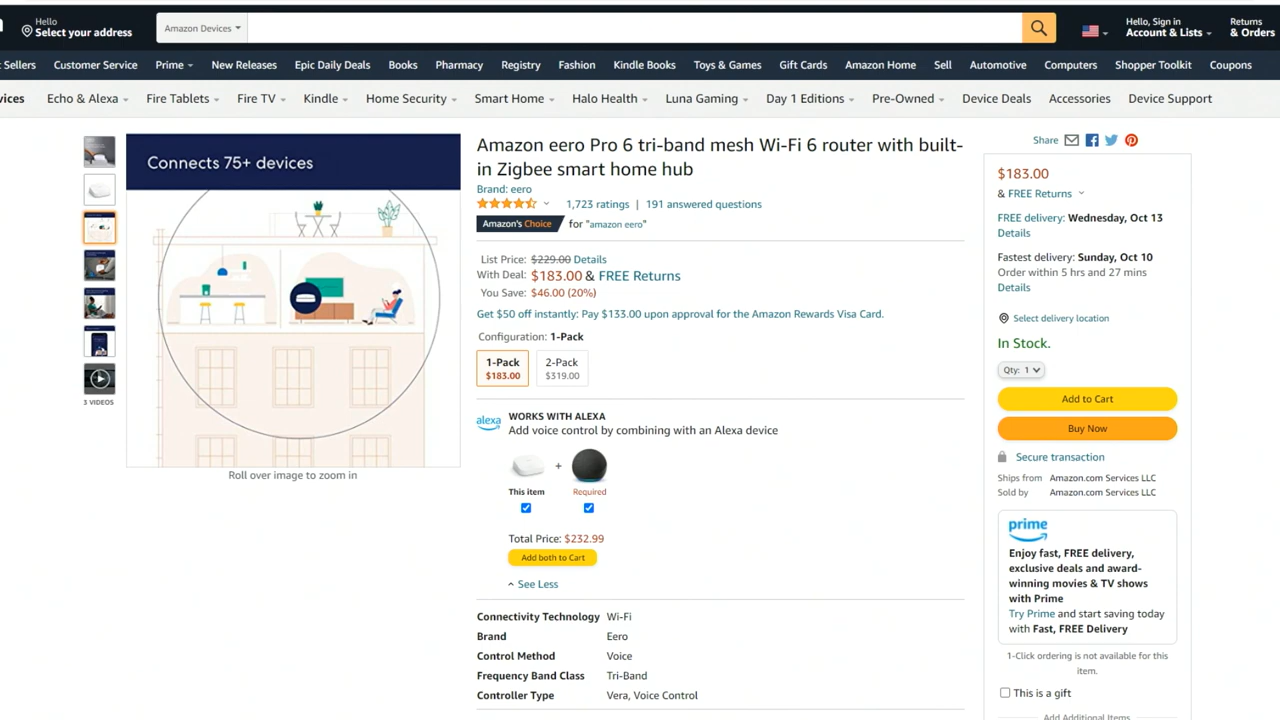 Hello
Select your address
Amazon Devices
Hello, Sign in
Account & Lists
Returns
& Orders
Sellers
Customer Service
Prime
New Releases
Epic Daily Deals
Books
Pharmacy
Registry
Fashion
Kindle Books
Toys & Games
Gift Cards
Amazon Home
Sell
Automotive
Computers
Shopper Toolkit
Coupons
vices
Echo & Alexa
Fire Tablets
Fire TV
Kindle
Home Security
Smart Home
Halo Health
Luna Gaming
Day 1 Editions
Pre-Owned
Device Deals
Accessories
Device Support
3 VIDEOS
Connects 75+ devices
Roll over image to zoom in
Amazon eero Pro 6 tri-band mesh Wi-Fi 6 router with built-
in Zigbee smart home hub
Brand: eero
1,723 ratings | 191 answered questions
Amazon's Choice for "amazon eero"
List Price: $229.00 Details
With Deal: $183.00 & FREE Returns
You Save: $46.00 (20%)
Get $50 off instantly: Pay $133.00 upon approval for the Amazon Rewards Visa Card.
Configuration: 1-Pack
1-Pack
$183.00
2-Pack
$319.00
alexa
WORKS WITH ALEXA
Add voice control by combining with an Alexa device
+
This item
Required
Total Price: $232.99
Add both to Cart
See Less
Connectivity Technology Wi-Fi
Brand Eero
Control Method Voice
Frequency Band Class Tri-Band
Controller Type Vera, Voice Control
Share
$183.00
& FREE Returns
FREE delivery: Wednesday, Oct 13
Details
Fastest delivery: Sunday, Oct 10
Order within 5 hrs and 27 mins
Details
Select delivery location
In Stock.
Qty: 1
Add to Cart
Buy Now
Secure transaction
Ships from Amazon.com Services LLC
Sold by Amazon.com Services LLC
prime
Enjoy fast, FREE delivery,
exclusive deals and award-
winning movies & TV shows
with Prime
Try Prime and start saving today
with Fast, FREE Delivery
1-Click ordering is not available for this
item.
This is a gift
Add Additional Items